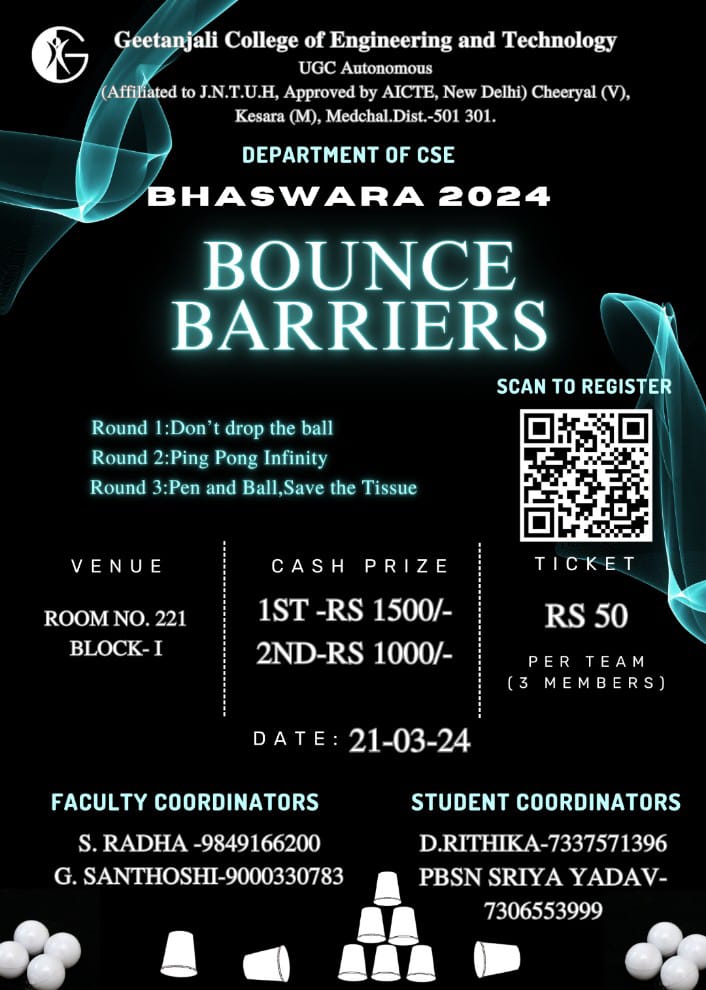 Geetanjali College of Engineering and Technology
UGC Autonomous
(Affiliated to J.N.T.U.H, Approved by AICTE, New Delhi) Cheeryal (V),
Kesara (M), Medchal.Dist.-501 301.
DEPARTMENT OF CSE
BHASWARA 2024
BOUNCE
BARRIERS
SCAN TO REGISTER
Round 1:Don't drop the ball
Round 2:Ping Pong Infinity
Round 3:Pen and Ball,Save the Tissue
VENUE
ROOM NO. 221
BLOCK- I
CASH PRIZE
1ST -RS 1500/-
2ND-RS 1000/-
TICKET
RS 50
PER TEAM
(3 MEMBERS)
DATE: 21-03-24
FACULTY COORDINATORS
S. RADHA -9849166200
G. SANTHOSHI-9000330783
STUDENT COORDINATORS
D.RITHIKA-7337571396
PBSN SRIYA YADAV-
7306553999